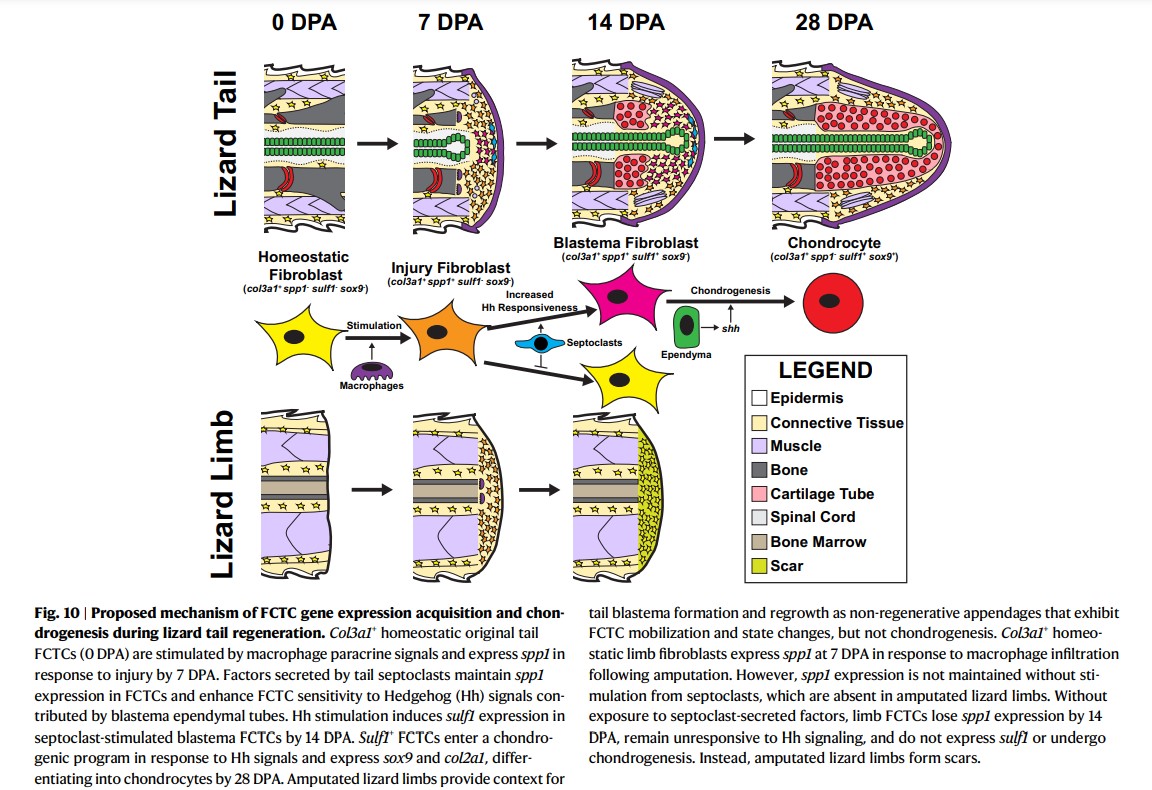 0 DPA 7 DPA 14 DPA 28 DPA
Lizard Tail
Homeostatic
Fibroblast
(col3a1⁺ spp1⁻ sulf1⁻ sox9⁻)
Injury Fibroblast
(col3a1⁺ spp1⁺ sulf1⁻ sox9⁻)
Blastema Fibroblast
(col3a1⁺ spp1⁺ sulf1⁺ sox9⁻)
Chondrocyte
(col3a1⁺ spp1⁻ sulf1⁺ sox9⁺)
Stimulation
Macrophages
Increased
Hh Responsiveness
Septoclasts
Chondrogenesis
shh
Ependyma
Lizard Limb
LEGEND
Epidermis
Connective Tissue
Muscle
Bone
Cartilage Tube
Spinal Cord
Bone Marrow
Scar
Fig. 10 | Proposed mechanism of FCTC gene expression acquisition and chon-
drogenesis during lizard tail regeneration. Col3a1⁺ homeostatic original tail
FCTCs (0 DPA) are stimulated by macrophage paracrine signals and express spp1 in
response to injury by 7 DPA. Factors secreted by tail septoclasts maintain spp1
expression in FCTCs and enhance FCTC sensitivity to Hedgehog (Hh) signals con-
tributed by blastema ependymal tubes. Hh stimulation induces sulf1 expression in
septoclast-stimulated blastema FCTCs by 14 DPA. Sulf1⁺ FCTCs enter a chondro-
genic program in response to Hh signals and express sox9 and col2a1, differ-
entiating into chondrocytes by 28 DPA. Amputated lizard limbs provide context for
tail blastema formation and regrowth as non-regenerative appendages that exhibit
FCTC mobilization and state changes, but not chondrogenesis. Col3a1⁺ homeo-
static limb fibroblasts express spp1 at 7 DPA in response to macrophage infiltration
following amputation. However, spp1 expression is not maintained without sti-
mulation from septoclasts, which are absent in amputated lizard limbs. Without
exposure to septoclast-secreted factors, limb FCTCs lose spp1 expression by 14
DPA, remain unresponsive to Hh signaling, and do not express sulf1 or undergo
chondrogenesis. Instead, amputated lizard limbs form scars.